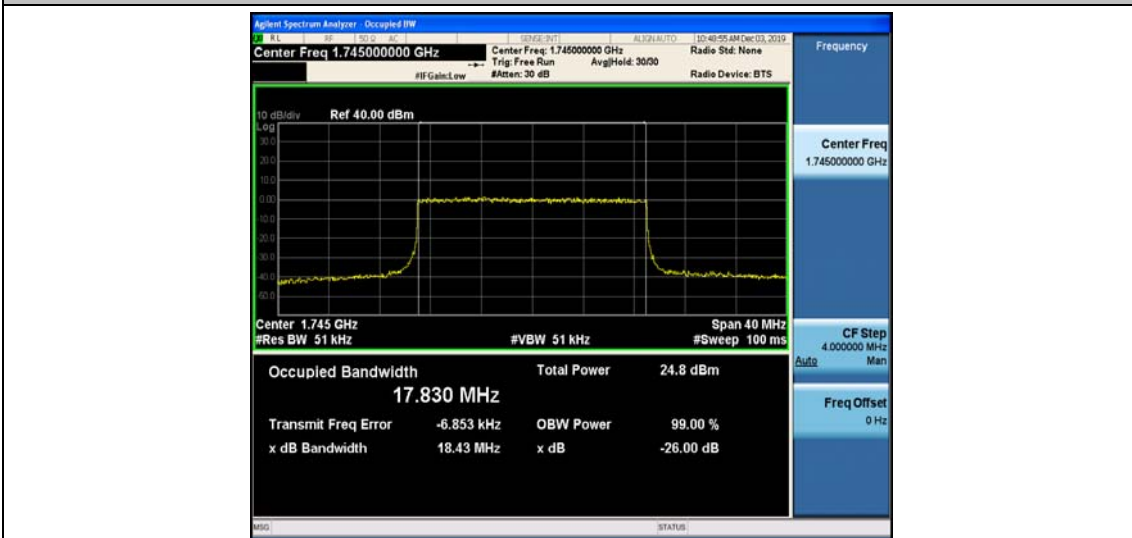 Agilent Spectrum Analyzer - Occupied BW
RL RF 50 Ω AC SENSE:INT ALIGN AUTO 10:48:55 AM Dec 03, 2019
Center Freq 1.745000000 GHz Center Freq: 1.745000000 GHz Radio Std: None
Trig: Free Run Avg|Hold: 30/30
#IFGain:Low #Atten: 30 dB Radio Device: BTS
Frequency
10 dB/div Ref 40.00 dBm
Log
30.0
20.0
10.0
0.00
-10.0
-20.0
-30.0
-40.0
-50.0
Center 1.745 GHz Span 40 MHz
#Res BW 51 kHz #VBW 51 kHz #Sweep 100 ms
Center Freq
1.745000000 GHz
CF Step
4.000000 MHz
Auto Man
Freq Offset
0 Hz
Occupied Bandwidth Total Power 24.8 dBm
17.830 MHz
Transmit Freq Error -6.853 kHz OBW Power 99.00 %
x dB Bandwidth 18.43 MHz x dB -26.00 dB
MSG STATUS